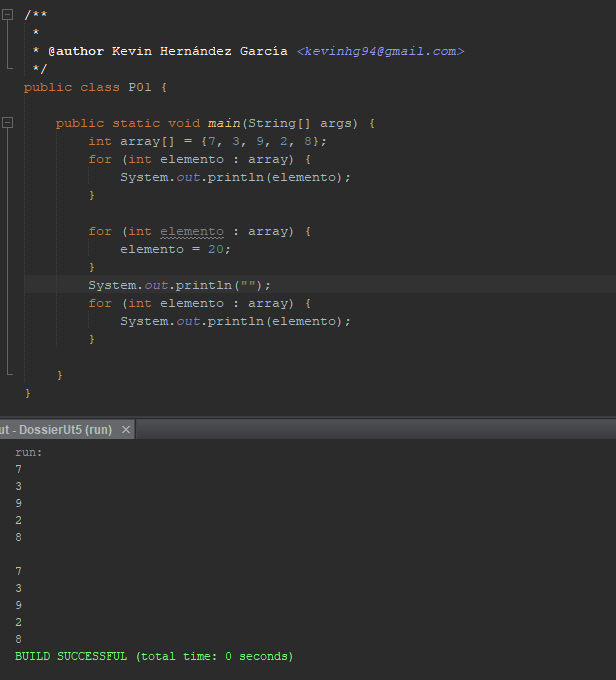 /**
 *
 * @author Kevin Hernández García <kevinhg94@gmail.com>
 */
public class P01 {
    public static void main(String[] args) {
        int array[] = {7, 3, 9, 2, 8};
        for (int elemento : array) {
            System.out.println(elemento);
        }
        for (int elemento : array) {
            elemento = 20;
        }
        System.out.println("");
        for (int elemento : array) {
            System.out.println(elemento);
        }
    }
}
ut - DossierUt5 (run) ×
run:
7
3
9
2
8
7
3
9
2
8
BUILD SUCCESSFUL (total time: 0 seconds)